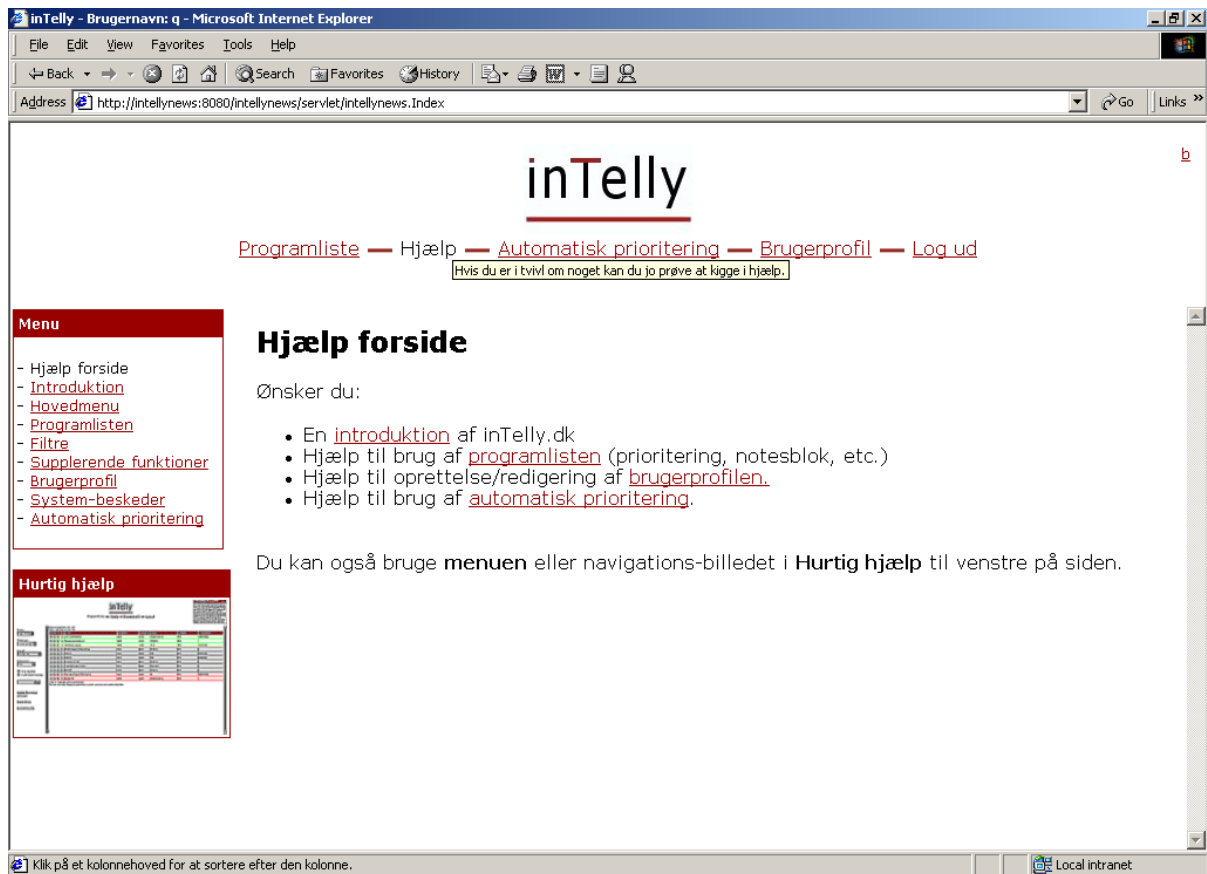 inTelly - Brugernavn: q - Microsoft Internet Explorer
File Edit View Favorites Tools Help
Back Search Favorites History
Address http://intellynews:8080/intellynews/servlet/intellynews.Index Go Links »
b
inTelly
Programliste — Hjælp — Automatisk prioritering — Brugerprofil — Log ud
Hvis du er i tvivl om noget kan du jo prøve at kigge i hjælp.
Menu
- Hjælp forside
- Introduktion
- Hovedmenu
- Programlisten
- Filtre
- Supplerende funktioner
- Brugerprofil
- System-beskeder
- Automatisk prioritering
Hurtig hjælp
inTelly
Hjælp forside
Ønsker du:
• En introduktion af inTelly.dk
• Hjælp til brug af programlisten (prioritering, notesblok, etc.)
• Hjælp til oprettelse/redigering af brugerprofilen.
• Hjælp til brug af automatisk prioritering.
Du kan også bruge menuen eller navigations-billedet i Hurtig hjælp til venstre på siden.
Klik på et kolonnehoved for at sortere efter den kolonne.
Local intranet